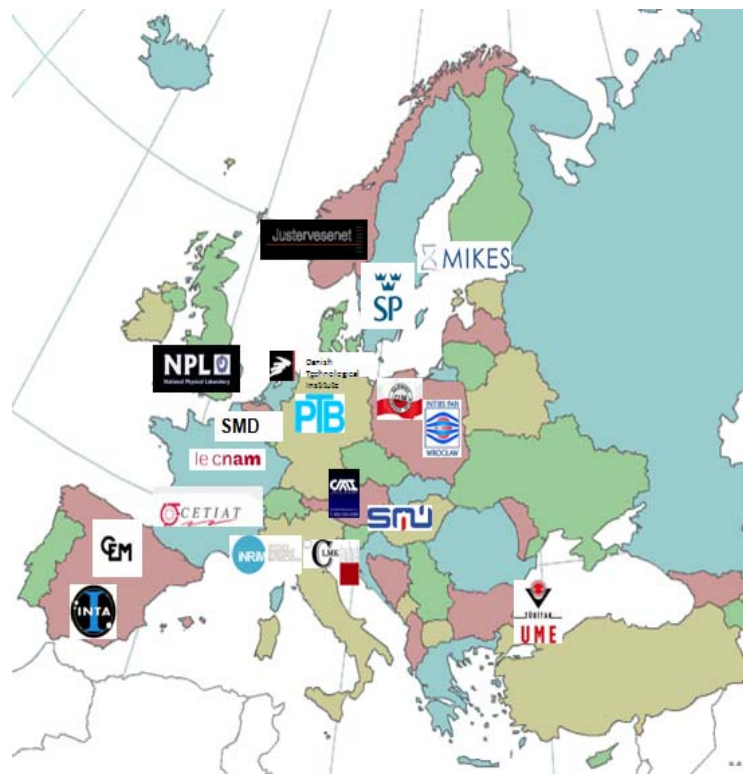 Justervesenet
MIKES
SP
NPL
National Physical Laboratory
Danish
Technological
Institute
PTB
SMD
INTIBS PAN
WROCLAW
le cnam
CMI
CETIAT
SMU
CEM
INRIM
LMK
INTA
TÜBİTAK
UME